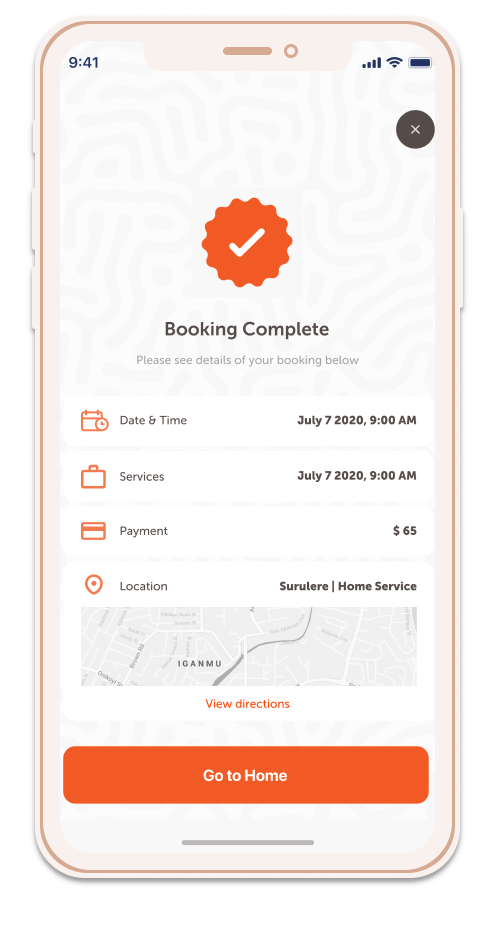 9:41
Booking Complete
Please see details of your booking below
Date & Time July 7 2020, 9:00 AM
Services July 7 2020, 9:00 AM
Payment $ 65
Location Surulere | Home Service
IGANMU
View directions
Go to Home